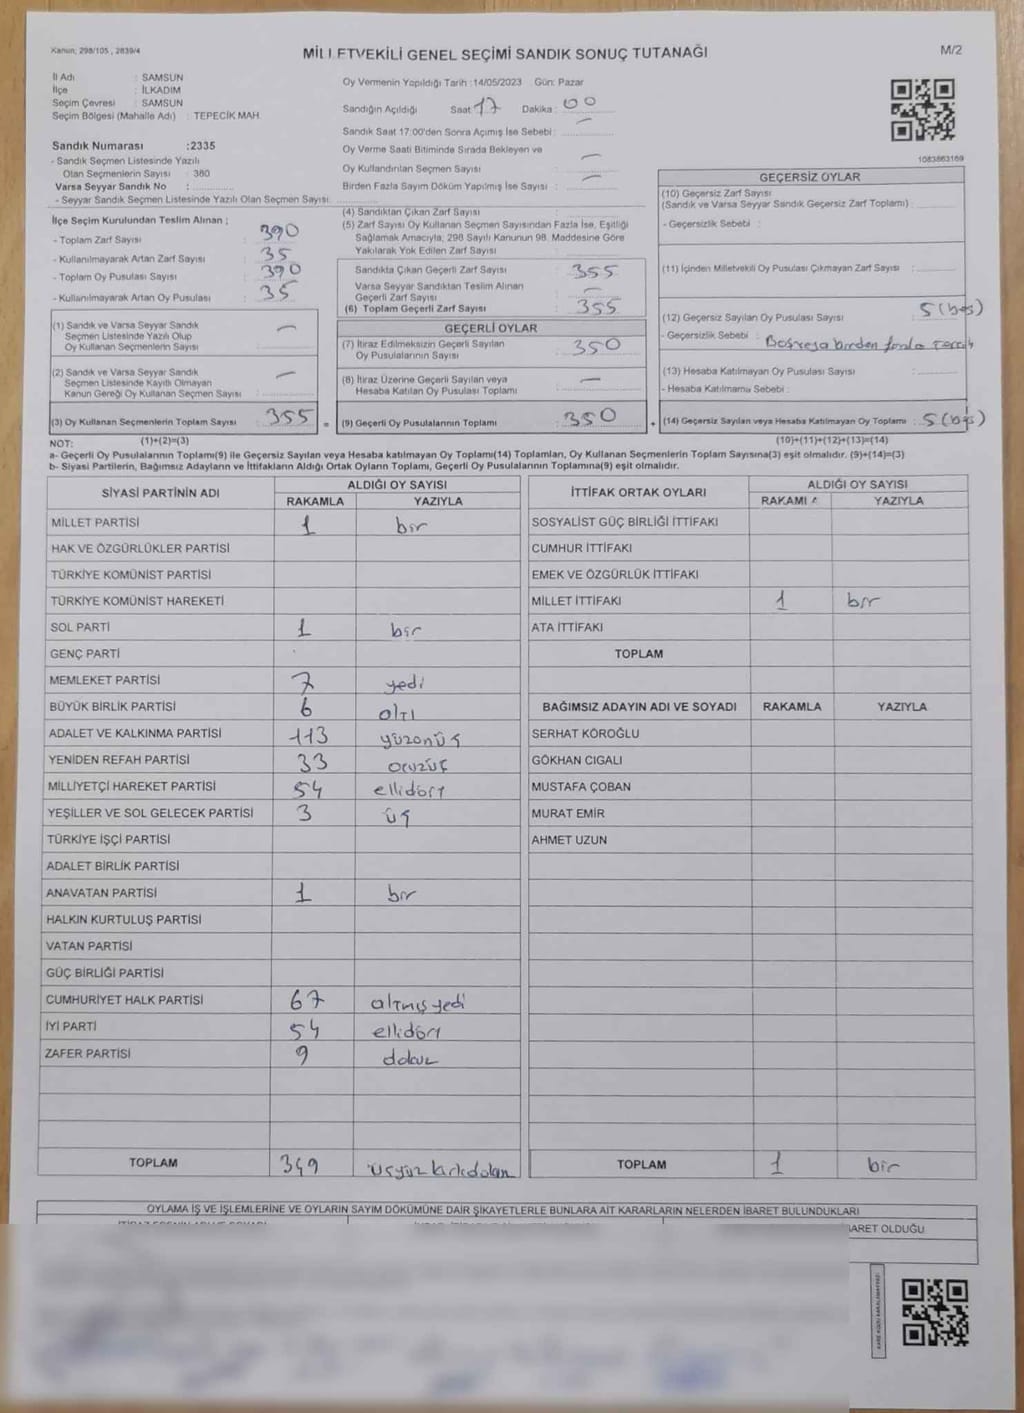 Kanun; 298/105 , 2839/4
MİLLETVEKİLİ GENEL SEÇİMİ SANDIK SONUÇ TUTANAĞI
M/2
İl Adı : SAMSUN
İlçe : İLKADIM
Seçim Çevresi : SAMSUN
Seçim Bölgesi (Mahalle Adı) : TEPECİK MAH.
Sandık Numarası :2335
- Sandık Seçmen Listesinde Yazılı
Olan Seçmenlerin Sayısı : 380
Varsa Seyyar Sandık No :
- Seyyar Sandık Seçmen Listesinde Yazılı Olan Seçmen Sayısı:
İlçe Seçim Kurulundan Teslim Alınan ;
- Toplam Zarf Sayısı : 390
- Kullanılmayarak Artan Zarf Sayısı : 35
- Toplam Oy Pusulası Sayısı : 390
- Kullanılmayarak Artan Oy Pusulası : 35
(1) Sandık ve Varsa Seyyar Sandık
Seçmen Listesinde Yazılı Olup
Oy Kullanan Seçmenlerin Sayısı : —
(2) Sandık ve Varsa Seyyar Sandık
Seçmen Listesinde Kayıtlı Olmayan
Kanun Gereği Oy Kullanan Seçmen Sayısı : —
(3) Oy Kullanan Seçmenlerin Toplam Sayısı : 355 =
Oy Vermenin Yapıldığı Tarih :14/05/2023 Gün: Pazar
Sandığın Açıldığı Saat : 17 Dakika : 00
Sandık Saat 17:00'den Sonra Açılmış İse Sebebi : —
Oy Verme Saati Bitiminde Sırada Bekleyen ve
Oy Kullandırılan Seçmen Sayısı : —
Birden Fazla Sayım Döküm Yapılmış İse Sayısı : —
(4) Sandıktan Çıkan Zarf Sayısı :
(5) Zarf Sayısı Oy Kullanan Seçmen Sayısından Fazla İse, Eşitliği
Sağlamak Amacıyla, 298 Sayılı Kanunun 98. Maddesine Göre
Yakılarak Yok Edilen Zarf Sayısı :
Sandıkta Çıkan Geçerli Zarf Sayısı : 355
Varsa Seyyar Sandıktan Teslim Alınan
Geçerli Zarf Sayısı : —
(6) Toplam Geçerli Zarf Sayısı : 355
GEÇERLİ OYLAR
(7) İtiraz Edilmeksizin Geçerli Sayılan
Oy Pusulalarının Sayısı : 350
(8) İtiraz Üzerine Geçerli Sayılan veya
Hesaba Katılan Oy Pusulası Toplamı : —
(9) Geçerli Oy Pusulalarının Toplamı : 350 +
1083863169
GEÇERSİZ OYLAR
(10) Geçersiz Zarf Sayısı
(Sandık ve Varsa Seyyar Sandık Geçersiz Zarf Toplamı) :
- Geçersizlik Sebebi :
(11) İçinden Milletvekili Oy Pusulası Çıkmayan Zarf Sayısı :
(12) Geçersiz Sayılan Oy Pusulası Sayısı : 5 (beş)
- Geçersizlik Sebebi : Boş veya birden fazla tercih
(13) Hesaba Katılmayan Oy Pusulası Sayısı :
- Hesaba Katılmama Sebebi :
(14) Geçersiz Sayılan veya Hesaba Katılmayan Oy Toplamı : 5 (beş)
NOT: (1)+(2)=(3) (10)+(11)+(12)+(13)=(14)
a- Geçerli Oy Pusulalarının Toplamı(9) ile Geçersiz Sayılan veya Hesaba katılmayan Oy Toplamı(14) Toplamları, Oy Kullanan Seçmenlerin Toplam Sayısına(3) eşit olmalıdır. (9)+(14)=(3)
b- Siyasi Partilerin, Bağımsız Adayların ve İttifakların Aldığı Ortak Oyların Toplamı, Geçerli Oy Pusulalarının Toplamına(9) eşit olmalıdır.
SİYASİ PARTİNİN ADI ALDIĞI OY SAYISI
RAKAMLA YAZIYLA
MİLLET PARTİSİ 1 bir
HAK VE ÖZGÜRLÜKLER PARTİSİ
TÜRKİYE KOMÜNİST PARTİSİ
TÜRKİYE KOMÜNİST HAREKETİ
SOL PARTİ 1 bir
GENÇ PARTİ
MEMLEKET PARTİSİ 7 yedi
BÜYÜK BİRLİK PARTİSİ 6 altı
ADALET VE KALKINMA PARTİSİ 113 yüzonüç
YENİDEN REFAH PARTİSİ 33 otuzüç
MİLLİYETÇİ HAREKET PARTİSİ 54 ellidört
YEŞİLLER VE SOL GELECEK PARTİSİ 3 üç
TÜRKİYE İŞÇİ PARTİSİ
ADALET BİRLİK PARTİSİ
ANAVATAN PARTİSİ 1 bir
HALKIN KURTULUŞ PARTİSİ
VATAN PARTİSİ
GÜÇ BİRLİĞİ PARTİSİ
CUMHURİYET HALK PARTİSİ 67 altmışyedi
İYİ PARTİ 54 ellidört
ZAFER PARTİSİ 9 dokuz
TOPLAM 349 üçyüz kırkdokuz
İTTİFAK ORTAK OYLARI ALDIĞI OY SAYISI
RAKAMLA YAZIYLA
SOSYALİST GÜÇ BİRLİĞİ İTTİFAKI
CUMHUR İTTİFAKI
EMEK VE ÖZGÜRLÜK İTTİFAKI
MİLLET İTTİFAKI 1 bir
ATA İTTİFAKI
TOPLAM
BAĞIMSIZ ADAYIN ADI VE SOYADI RAKAMLA YAZIYLA
SERHAT KÖROĞLU
GÖKHAN CIGALI
MUSTAFA ÇOBAN
MURAT EMİR
AHMET UZUN
TOPLAM 1 bir
OYLAMA İŞ VE İŞLEMLERİNE VE OYLARIN SAYIM DÖKÜMÜNE DAİR ŞİKAYETLERLE BUNLARA AİT KARARLARIN NELERDEN İBARET BULUNDUKLARI
BARET OLDUĞU